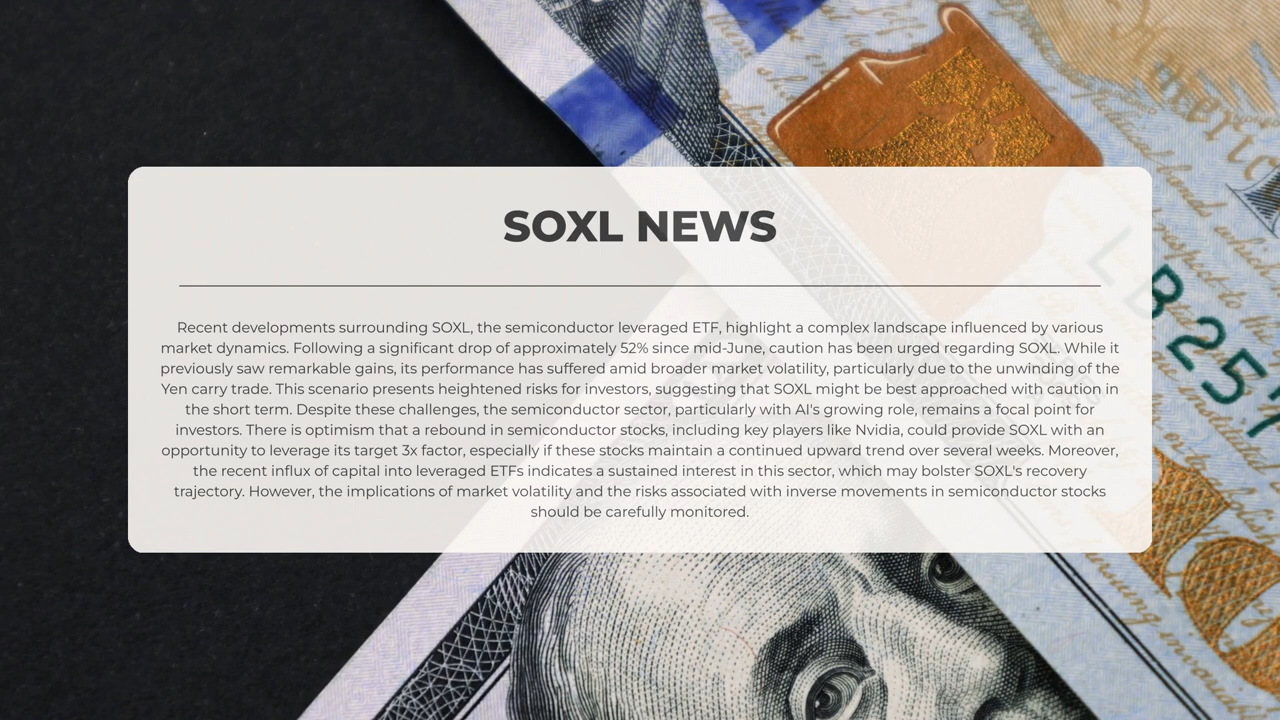 SOXL NEWS
Recent developments surrounding SOXL, the semiconductor leveraged ETF, highlight a complex landscape influenced by various
market dynamics. Following a significant drop of approximately 52% since mid-June, caution has been urged regarding SOXL. While it
previously saw remarkable gains, its performance has suffered amid broader market volatility, particularly due to the unwinding of the
Yen carry trade. This scenario presents heightened risks for investors, suggesting that SOXL might be best approached with caution in
the short term. Despite these challenges, the semiconductor sector, particularly with AI's growing role, remains a focal point for
investors. There is optimism that a rebound in semiconductor stocks, including key players like Nvidia, could provide SOXL with an
opportunity to leverage its target 3x factor, especially if these stocks maintain a continued upward trend over several weeks. Moreover,
the recent influx of capital into leveraged ETFs indicates a sustained interest in this sector, which may bolster SOXL's recovery
trajectory. However, the implications of market volatility and the risks associated with inverse movements in semiconductor stocks
should be carefully monitored.
LB257